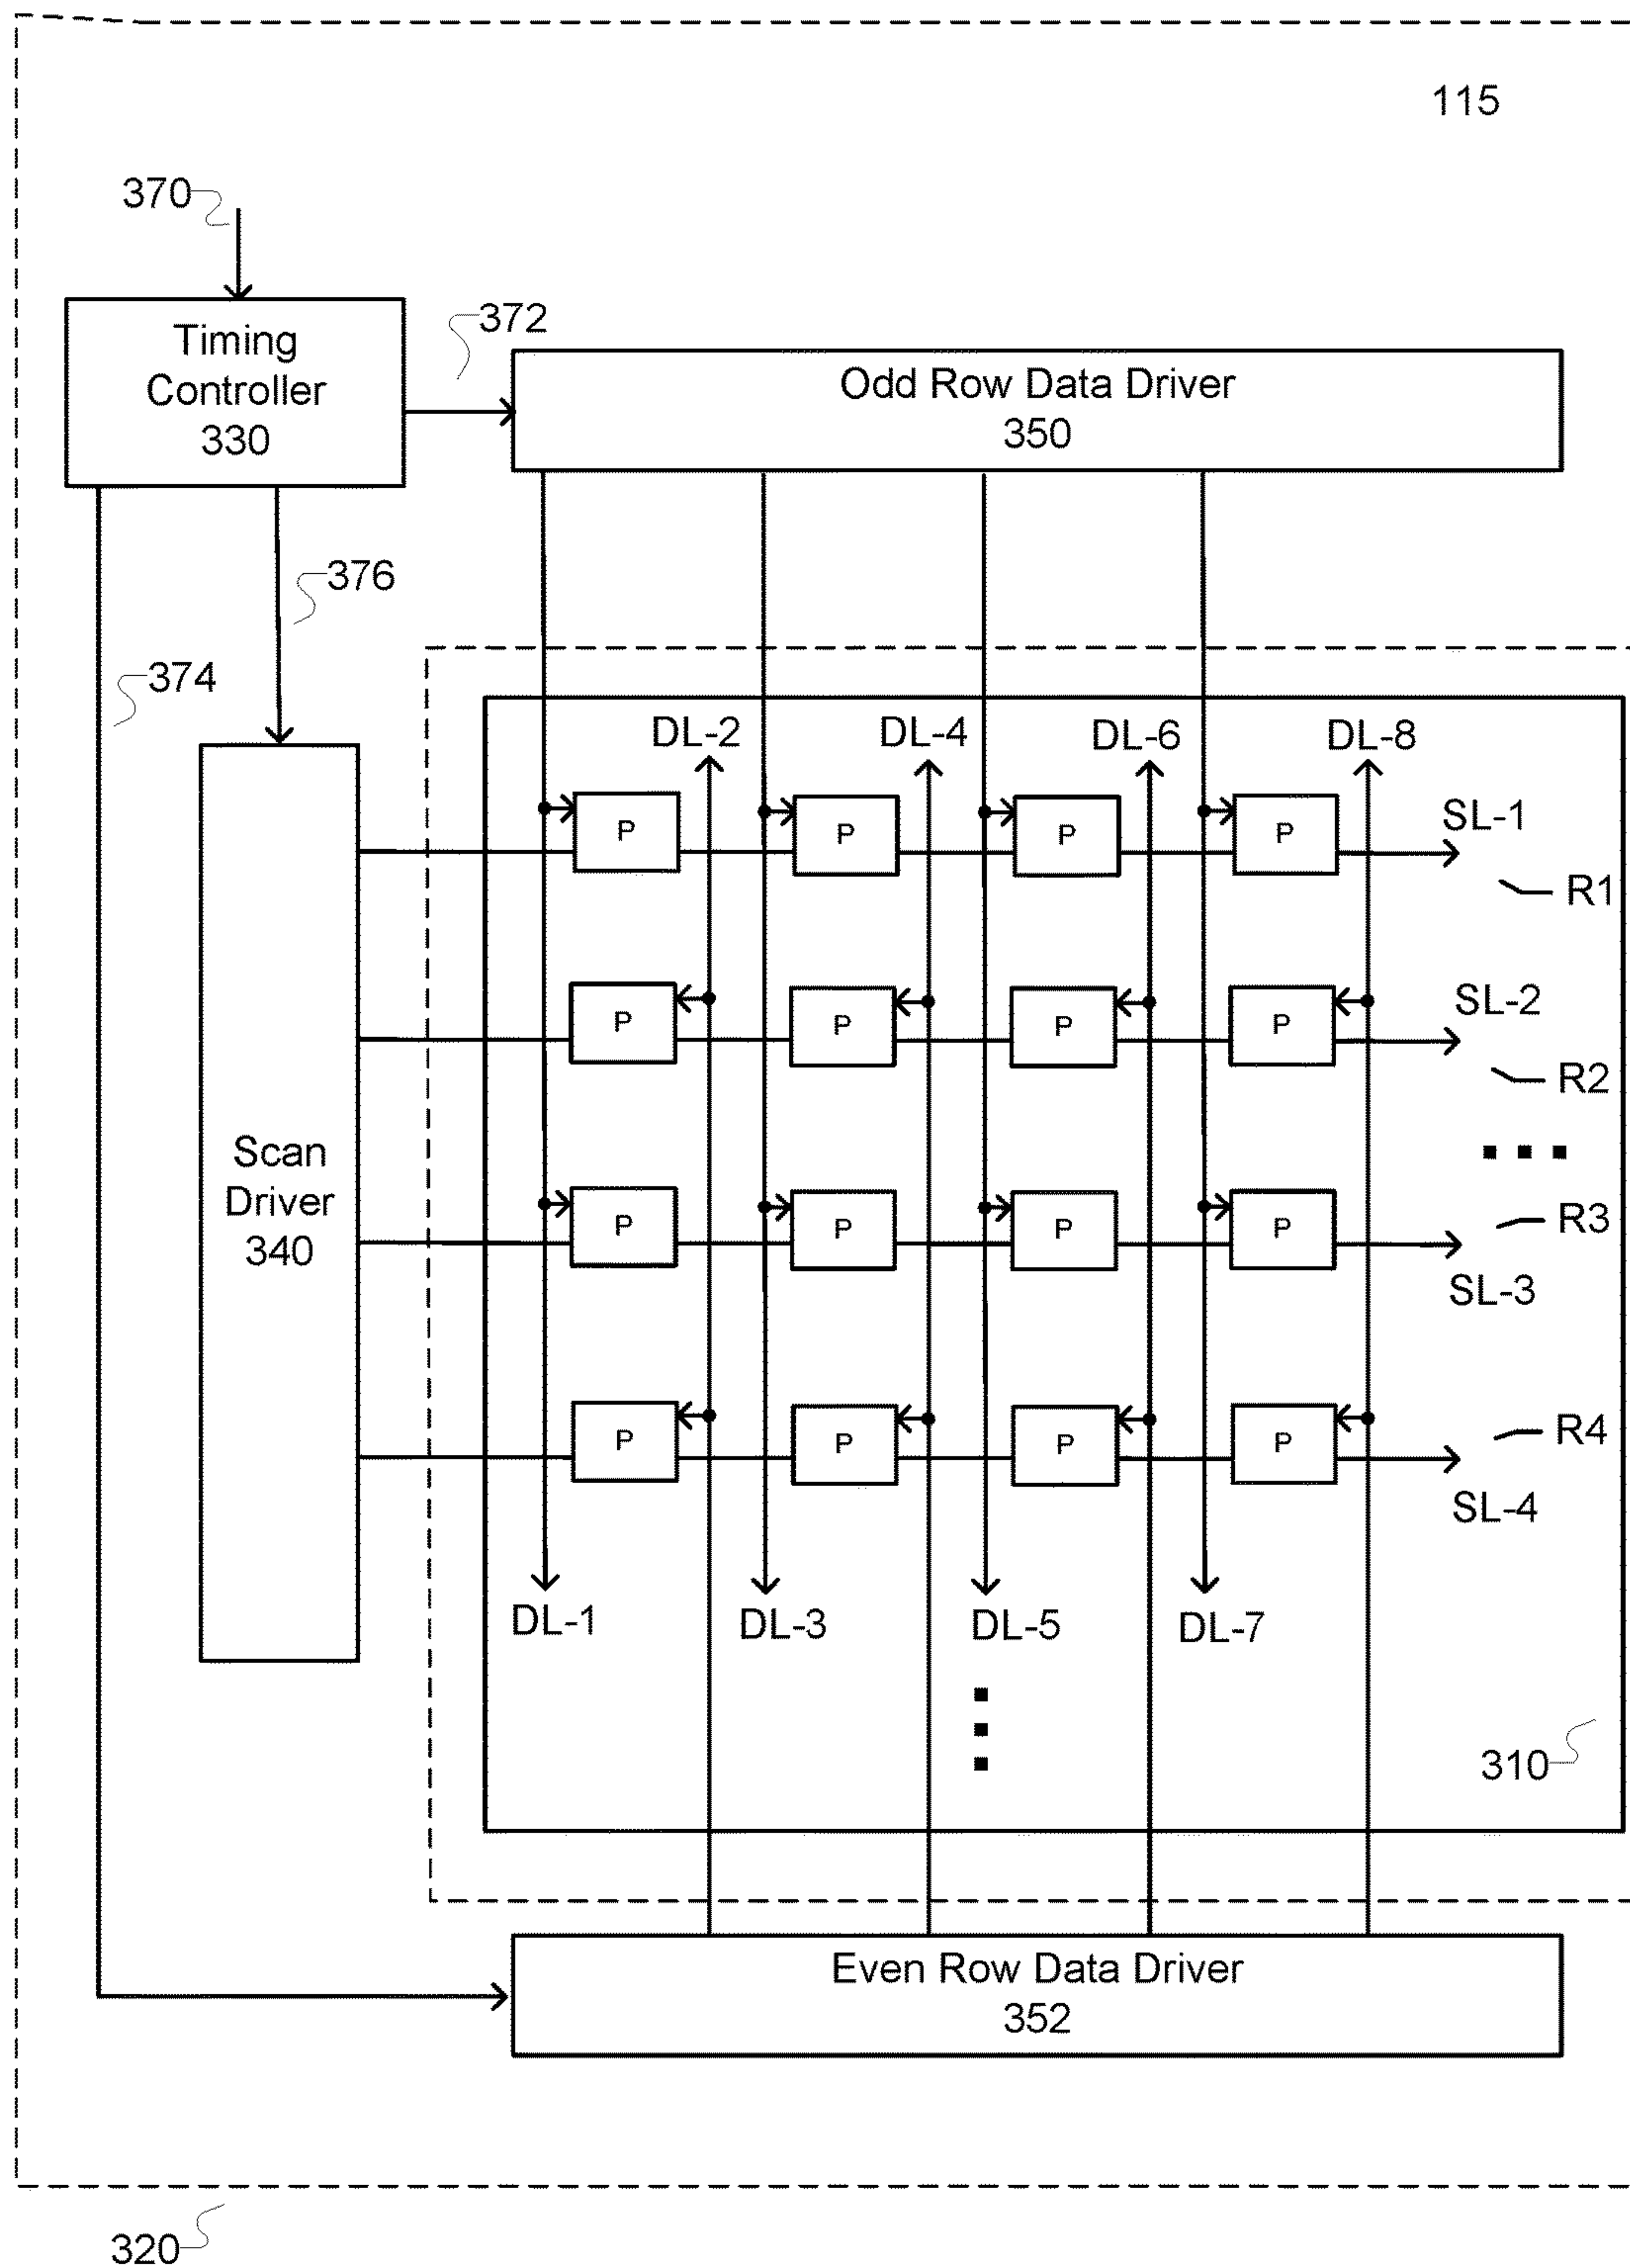 115
370
Timing
Controller
330
372
Odd Row Data Driver
350
376
374
DL-2
DL-4
DL-6
DL-8
P
P
P
P
SL-1
R1
P
P
P
P
SL-2
R2
Scan
Driver
340
P
P
P
P
R3
SL-3
P
P
P
P
R4
SL-4
DL-1
DL-3
DL-5
DL-7
310
Even Row Data Driver
352
320